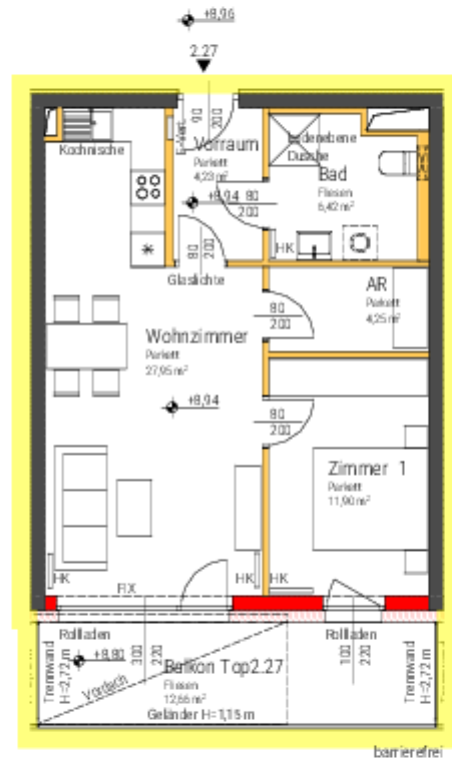 +8,96
2.27
90
200
E-Vert.
Vorraum
Parkett
4,23 m²
Kochnische
Bodenebene
Dusche
Bad
Fliesen
6,42 m²
+8,94
80
200
HK
80
200
Glaslichte
AR
Parkett
4,25 m²
80
200
Wohnzimmer
Parkett
27,95 m²
+8,94
80
200
Zimmer 1
Parkett
11,90 m²
HK
FIX
HK
HK
Rollladen
Rollladen
Trennwand
H=2,72 m
+8,80
300
220
100
220
Trennwand
H=2,72 m
Vordach
Balkon Top2.27
Fliesen
12,66 m²
Geländer H=1,15 m
barrierefrei